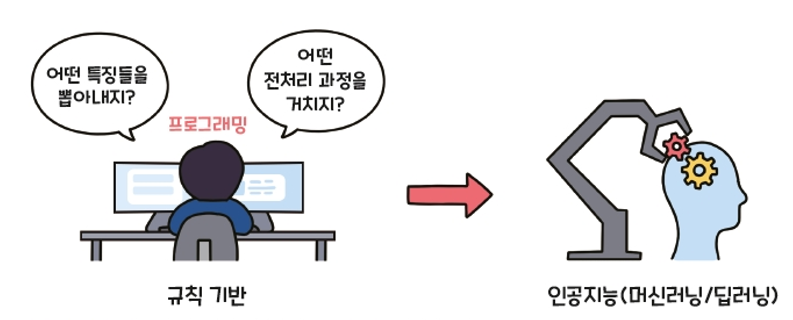 어떤 특징들을
뽑아내지?
어떤
전처리 과정을
거치지?
프로그래밍
규칙 기반
인공지능(머신러닝/딥러닝)